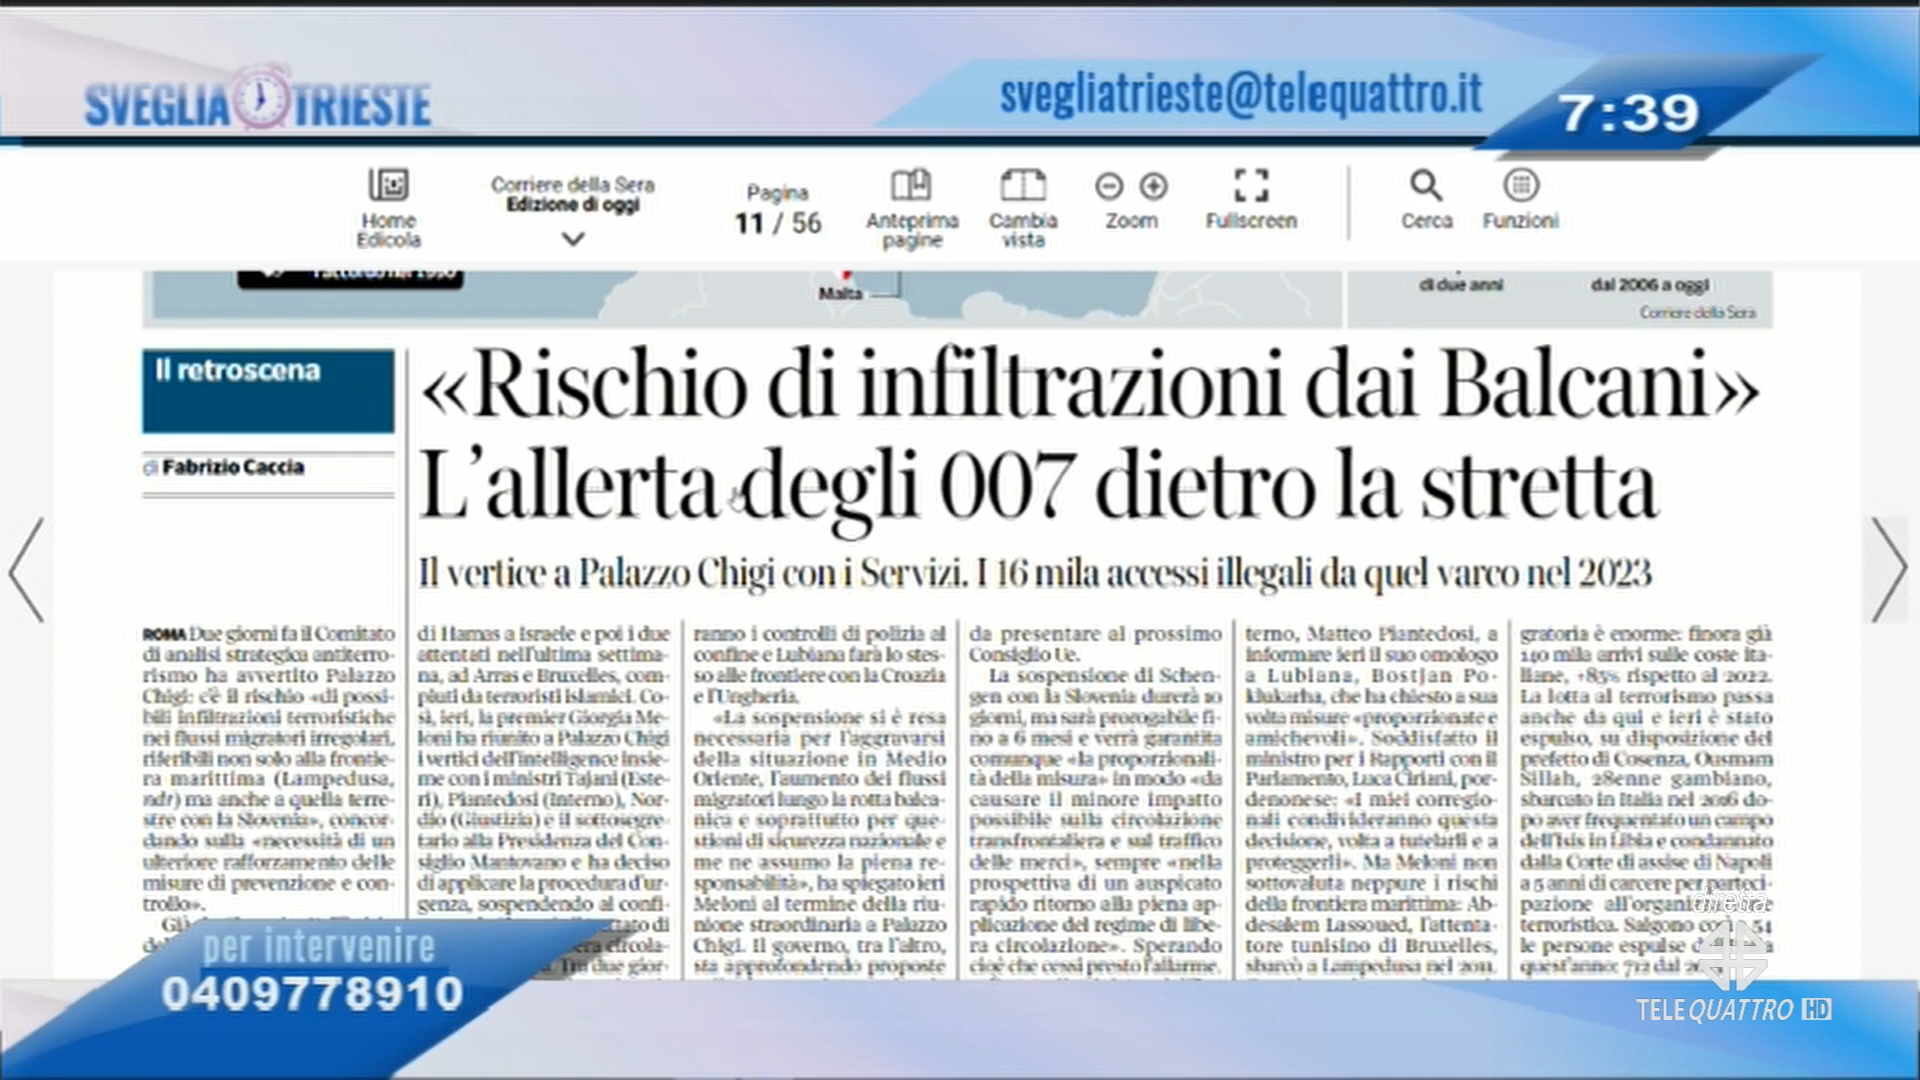 SVEGLIA TRIESTE
svegliatrieste@telequattro.it
7:39
Home
Edicola
Corriere della Sera
Edizione di oggi
Pagina
11 / 56
Anteprima
pagine
Cambia
vista
Zoom
Fullscreen
Cerca
Funzioni
Malta
di due anni
dal 2006 a oggi
Corriere della Sera
Il retroscena
di Fabrizio Caccia
«Rischio di infiltrazioni dai Balcani»
L'allerta degli 007 dietro la stretta
Il vertice a Palazzo Chigi con i Servizi. I 16 mila accessi illegali da quel varco nel 2023
ROMA Due giorni fa il Comitato
di analisi strategica antiterro-
rismo ha avvertito Palazzo
Chigi: c'è il rischio «di possi-
bili infiltrazioni terroristiche
nei flussi migratori irregolari,
riferibili non solo alla frontie-
ra marittima (Lampedusa,
ndr) ma anche a quella terre-
stre con la Slovenia», concor-
dando sulla «necessità di un
ulteriore rafforzamento delle
misure di prevenzione e con-
trollo».
di Hamas a Israele e poi i due
attentati nell'ultima settima-
na, ad Arras e Bruxelles, com-
piuti da terroristi islamici. Co-
sì, ieri, la premier Giorgia Me-
loni ha riunito a Palazzo Chigi
i vertici dell'intelligence insie-
me con i ministri Tajani (Este-
ri), Piantedosi (Interno), Nor-
dio (Giustizia) e il sottosegre-
tario alla Presidenza del Con-
siglio Mantovano e ha deciso
di applicare la procedura d'ur-
genza, sospendendo al confi-
ranno i controlli di polizia al
confine e Lubiana farà lo stes-
so alle frontiere con la Croazia
e l'Ungheria.
«La sospensione si è resa
necessaria per l'aggravarsi
della situazione in Medio
Oriente, l'aumento dei flussi
migratori lungo la rotta balca-
nica e soprattutto per que-
stioni di sicurezza nazionale e
me ne assumo la piena re-
sponsabilità», ha spiegato ieri
Meloni al termine della riu-
nione straordinaria a Palazzo
Chigi. Il governo, tra l'altro,
sta approfondendo proposte
da presentare al prossimo
Consiglio Ue.
La sospensione di Schen-
gen con la Slovenia durerà 10
giorni, ma sarà prorogabile fi-
no a 6 mesi e verrà garantita
comunque «la proporzionali-
tà della misura» in modo «da
causare il minore impatto
possibile sulla circolazione
transfrontaliera e sul traffico
delle merci», sempre «nella
prospettiva di un auspicato
rapido ritorno alla piena ap-
plicazione del regime di libe-
ra circolazione». Sperando
cioè che cessi presto l'allarme.
terno, Matteo Piantedosi, a
informare ieri il suo omologo
a Lubiana, Bostjan Po-
klukarha, che ha chiesto a sua
volta misure «proporzionate e
amichevoli». Soddisfatto il
ministro per i Rapporti con il
Parlamento, Luca Ciriani, por-
denonese: «I miei corregio-
nali condivideranno questa
decisione, volta a tutelarli e a
proteggerli». Ma Meloni non
sottovaluta neppure i rischi
della frontiera marittima: Ab-
desalem Lassoued, l'attenta-
tore tunisino di Bruxelles,
sbarcò a Lampedusa nel 2011.
gratoria è enorme: finora già
140 mila arrivi sulle coste ita-
liane, +85% rispetto al 2022.
La lotta al terrorismo passa
anche da qui e ieri è stato
espulso, su disposizione del
prefetto di Cosenza, Ousmam
Sillah, 28enne gambiano,
sbarcato in Italia nel 2016 do-
po aver frequentato un campo
dell'Isis in Libia e condannato
dalla Corte di assise di Napoli
a 5 anni di carcere per parteci-
pazione all'
terroristica. Salgono 54
le persone espulse
quest'anno: 712 dal
per intervenire
0409778910
diretta
TELEQUATTRO HD